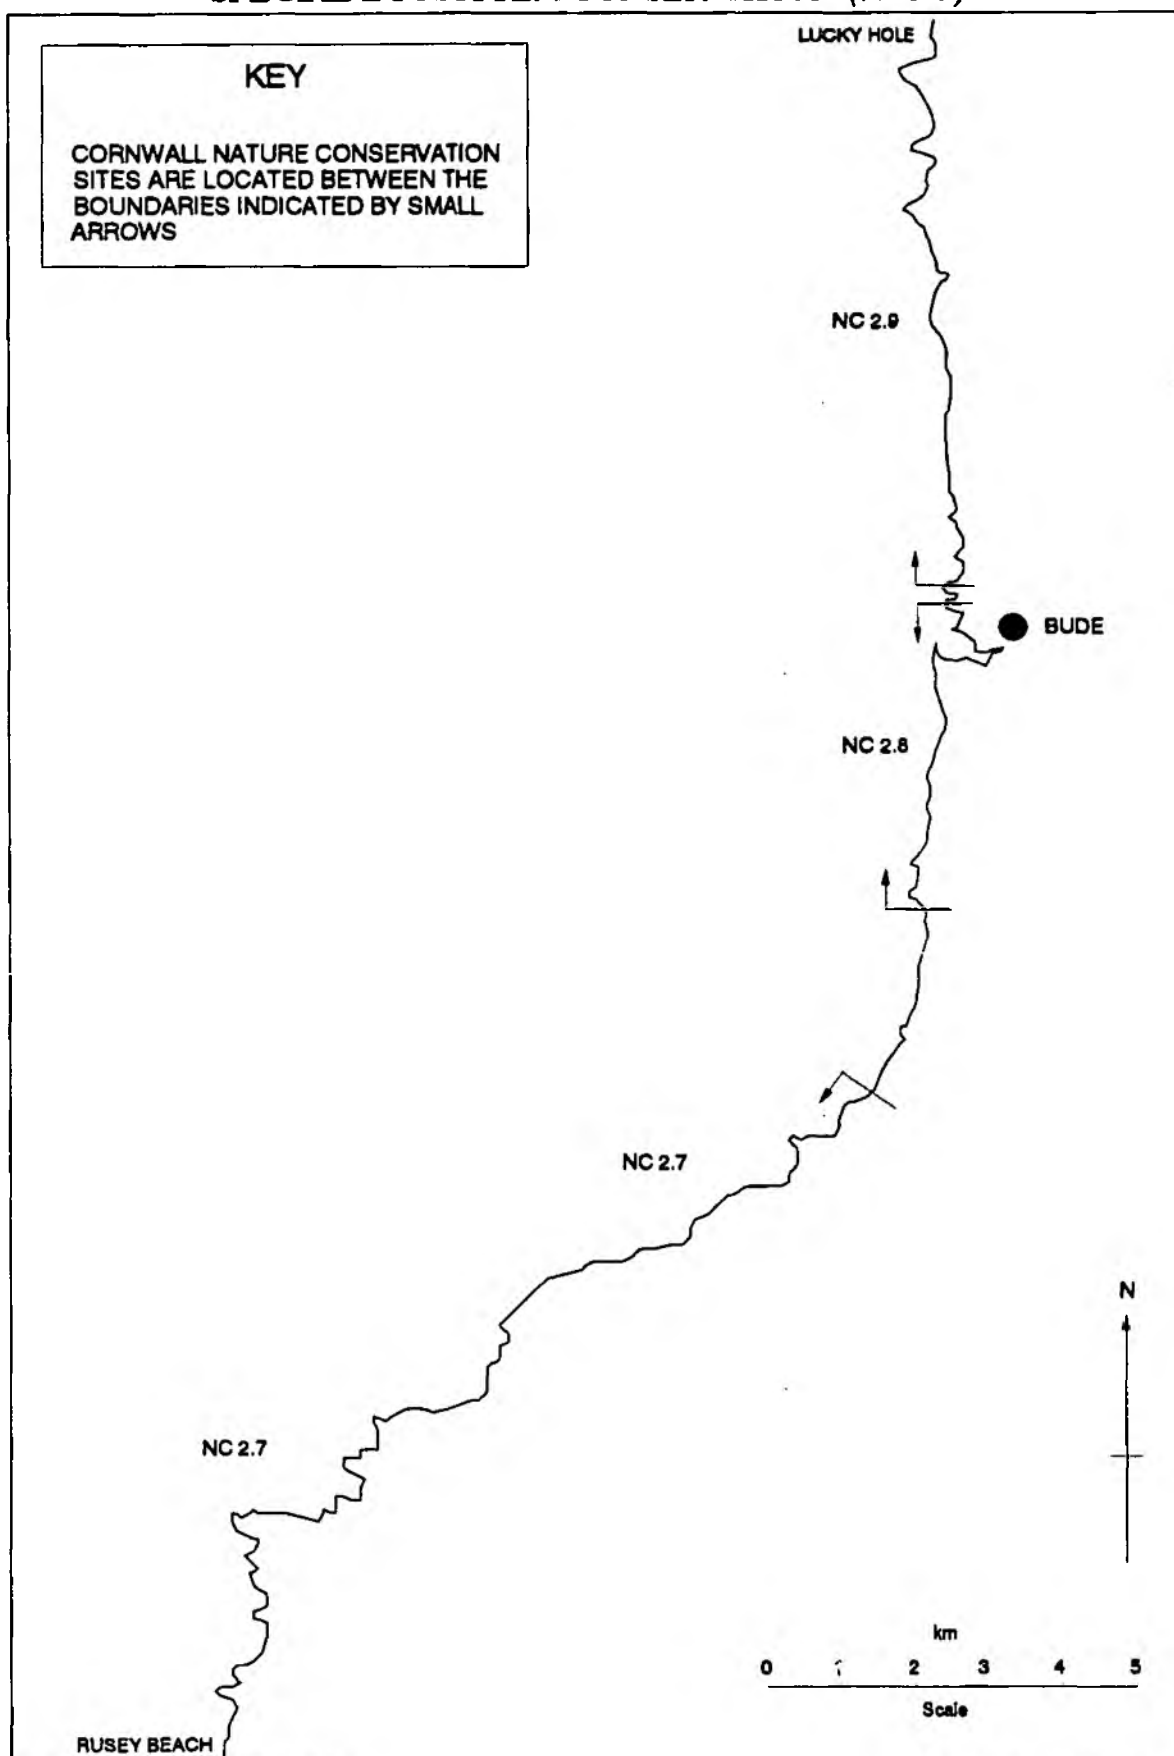 LUCKY HOLE
KEY
CORNWALL NATURE CONSERVATION
SITES ARE LOCATED BETWEEN THE
BOUNDARIES INDICATED BY SMALL
ARROWS
NC 2.9
BUDE
NC 2.8
NC 2.7
N
NC 2.7
km
0 1 2 3 4 5
Scale
RUSEY BEACH